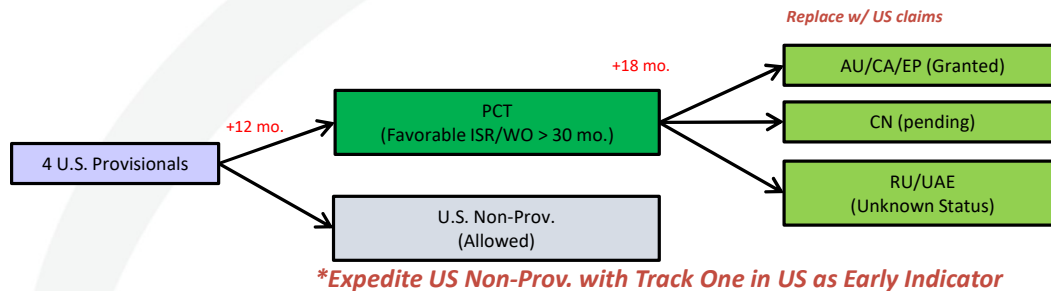 Replace w/ US claims
+18 mo.
AU/CA/EP (Granted)
PCT
(Favorable ISR/WO > 30 mo.)
CN (pending)
+12 mo.
4 U.S. Provisionals
RU/UAE
(Unknown Status)
U.S. Non-Prov.
(Allowed)
*Expedite US Non-Prov. with Track One in US as Early Indicator